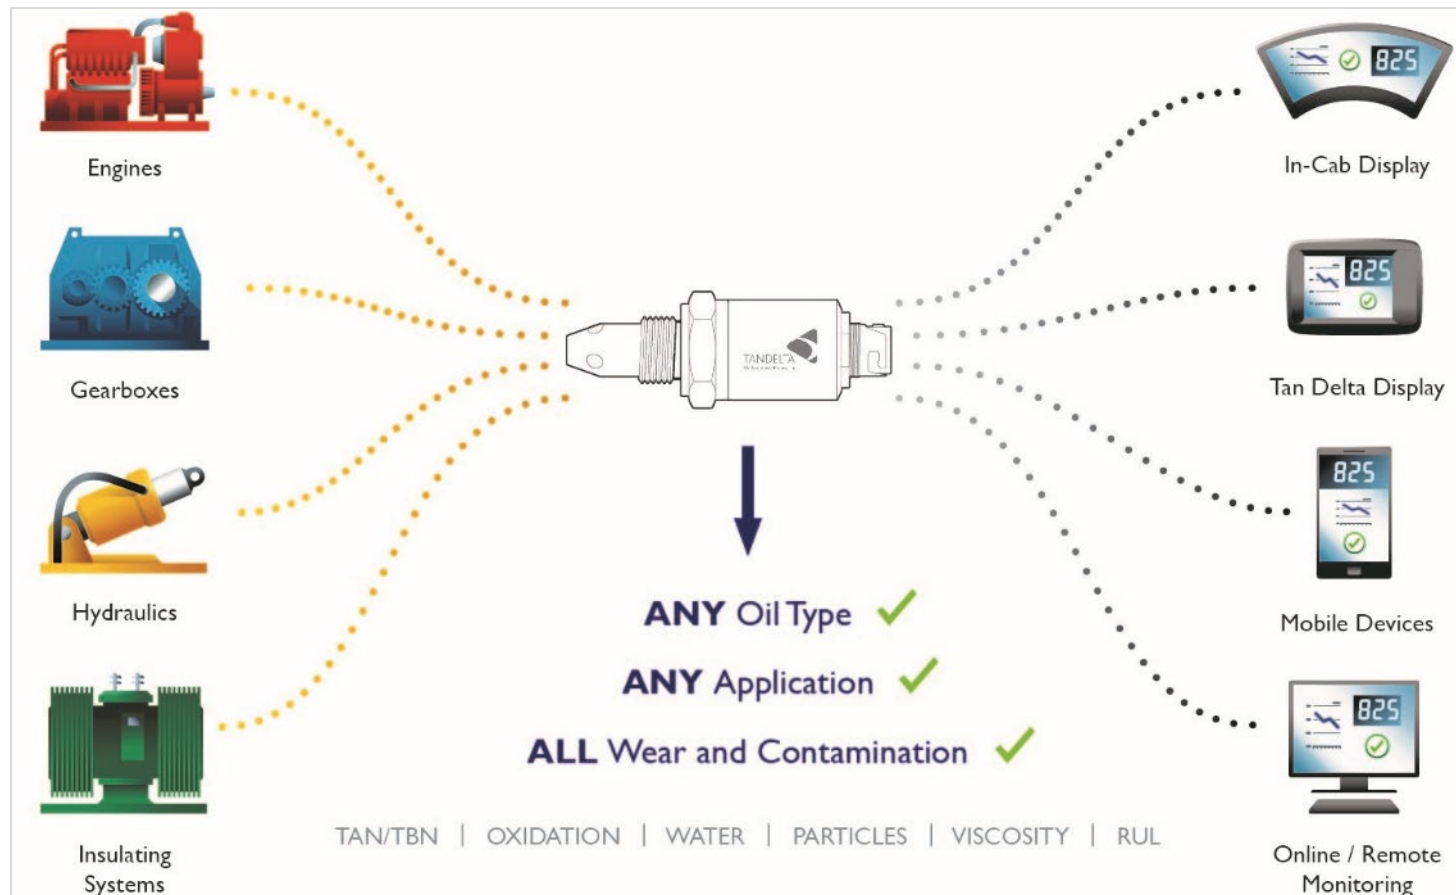 Engines
Gearboxes
Hydraulics
Insulating
Systems
TANDELTA
ANY Oil Type
ANY Application
ALL Wear and Contamination
TAN/TBN | OXIDATION | WATER | PARTICLES | VISCOSITY | RUL
825
In-Cab Display
825
Tan Delta Display
825
Mobile Devices
825
Online / Remote
Monitoring